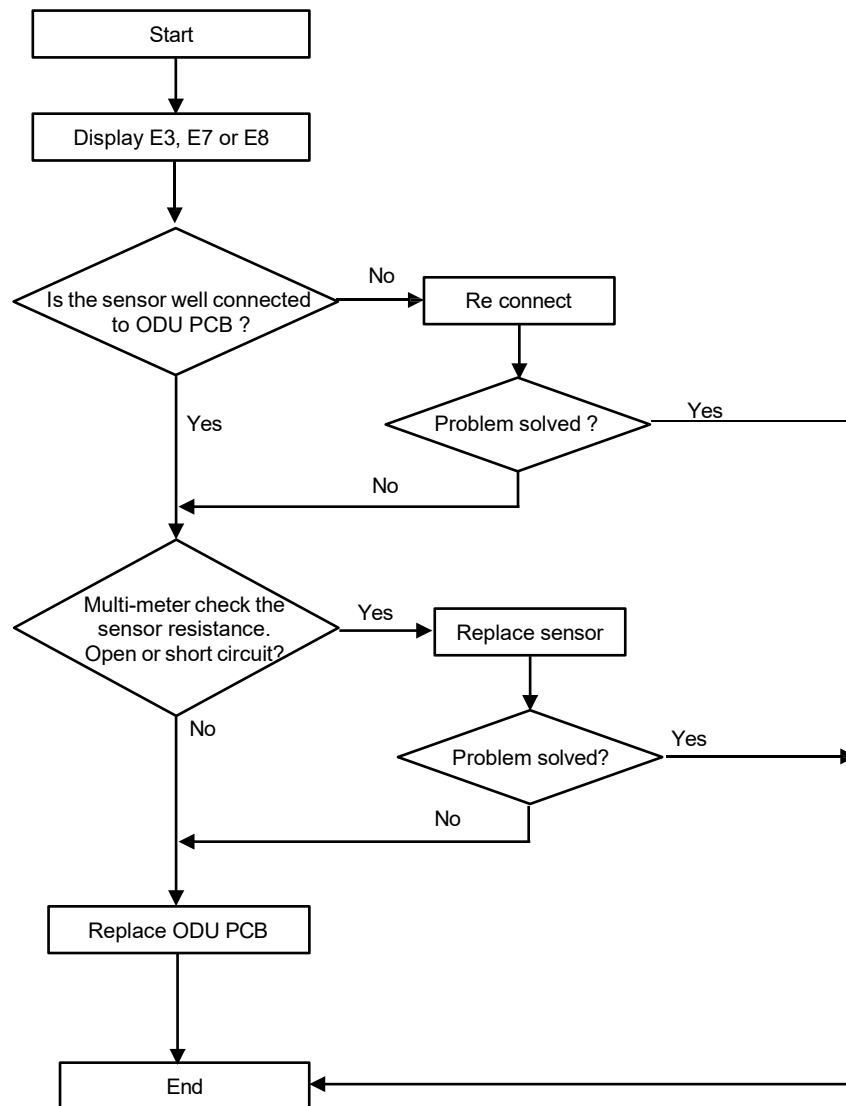 Start
Display E3, E7 or E8
Is the sensor well connected
to ODU PCB ?
No
Re connect
Yes
Problem solved ?
Yes
No
Multi-meter check the
sensor resistance.
Open or short circuit?
Yes
Replace sensor
No
Problem solved?
Yes
No
Replace ODU PCB
End